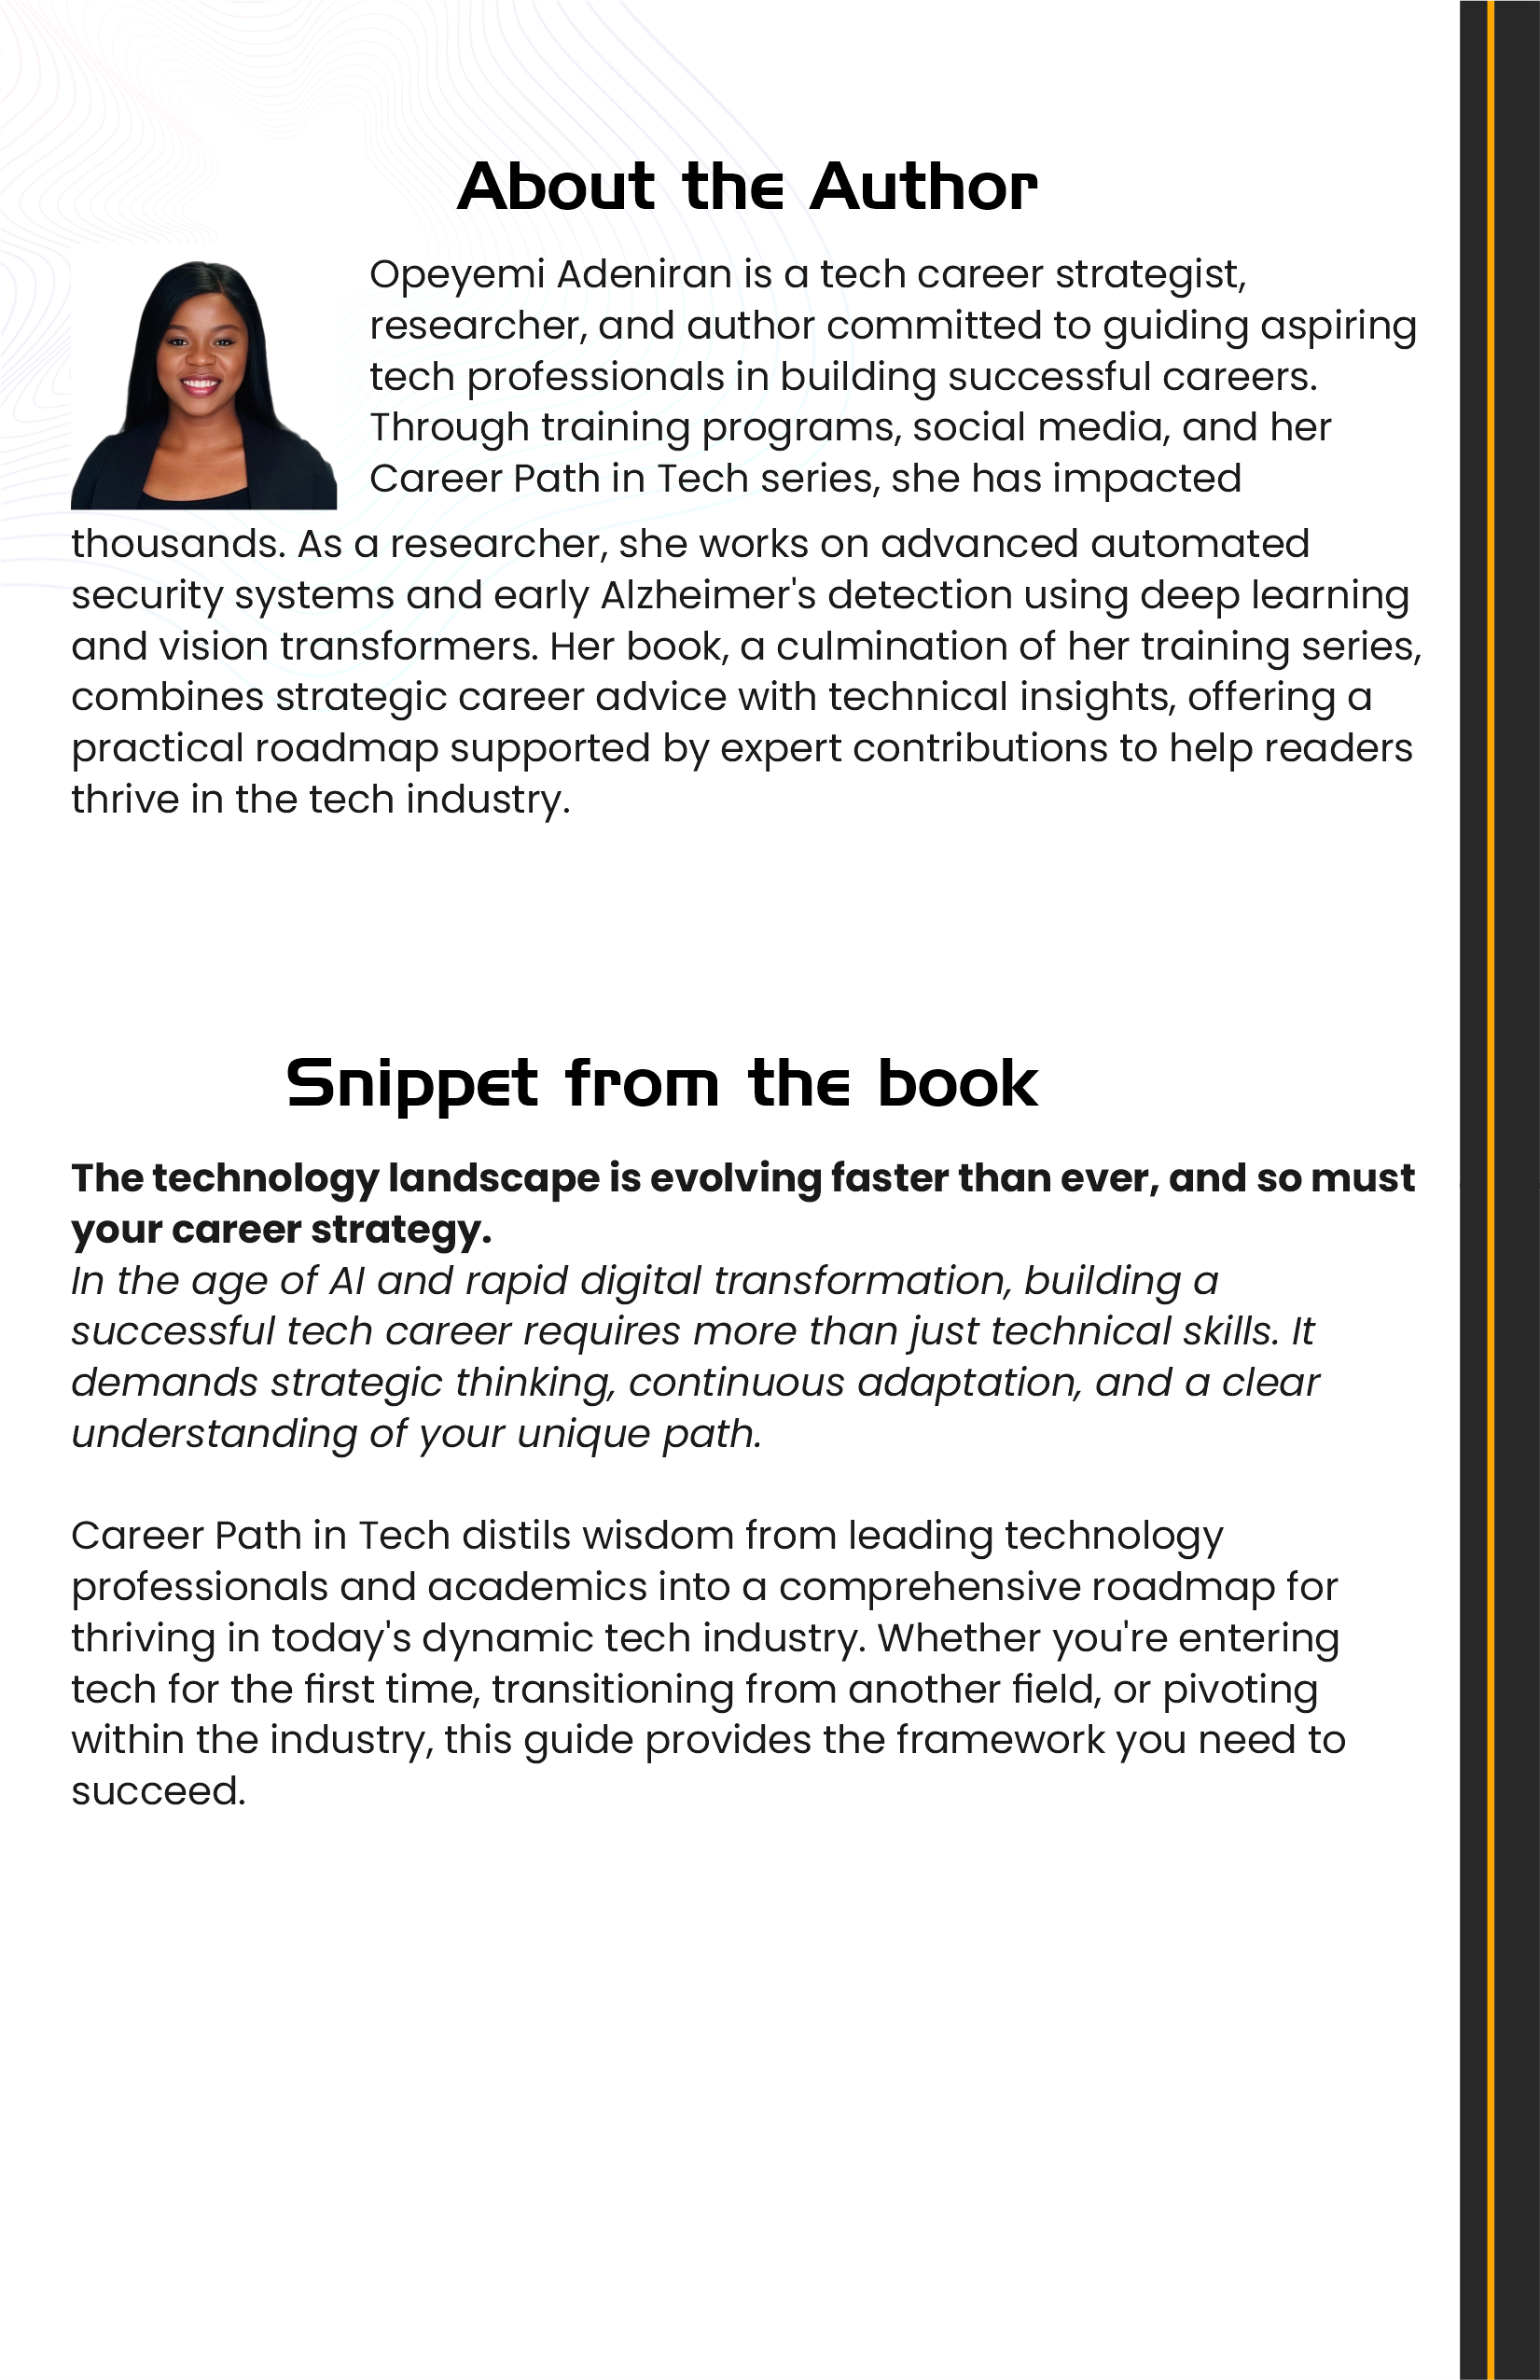 About the Author
Opeyemi Adeniran is a tech career strategist,
researcher, and author committed to guiding aspiring
tech professionals in building successful careers.
Through training programs, social media, and her
Career Path in Tech series, she has impacted
thousands. As a researcher, she works on advanced automated
security systems and early Alzheimer's detection using deep learning
and vision transformers. Her book, a culmination of her training series,
combines strategic career advice with technical insights, offering a
practical roadmap supported by expert contributions to help readers
thrive in the tech industry.
Snippet from the book
The technology landscape is evolving faster than ever, and so must
your career strategy.
In the age of AI and rapid digital transformation, building a
successful tech career requires more than just technical skills. It
demands strategic thinking, continuous adaptation, and a clear
understanding of your unique path.
Career Path in Tech distils wisdom from leading technology
professionals and academics into a comprehensive roadmap for
thriving in today's dynamic tech industry. Whether you're entering
tech for the first time, transitioning from another field, or pivoting
within the industry, this guide provides the framework you need to
succeed.